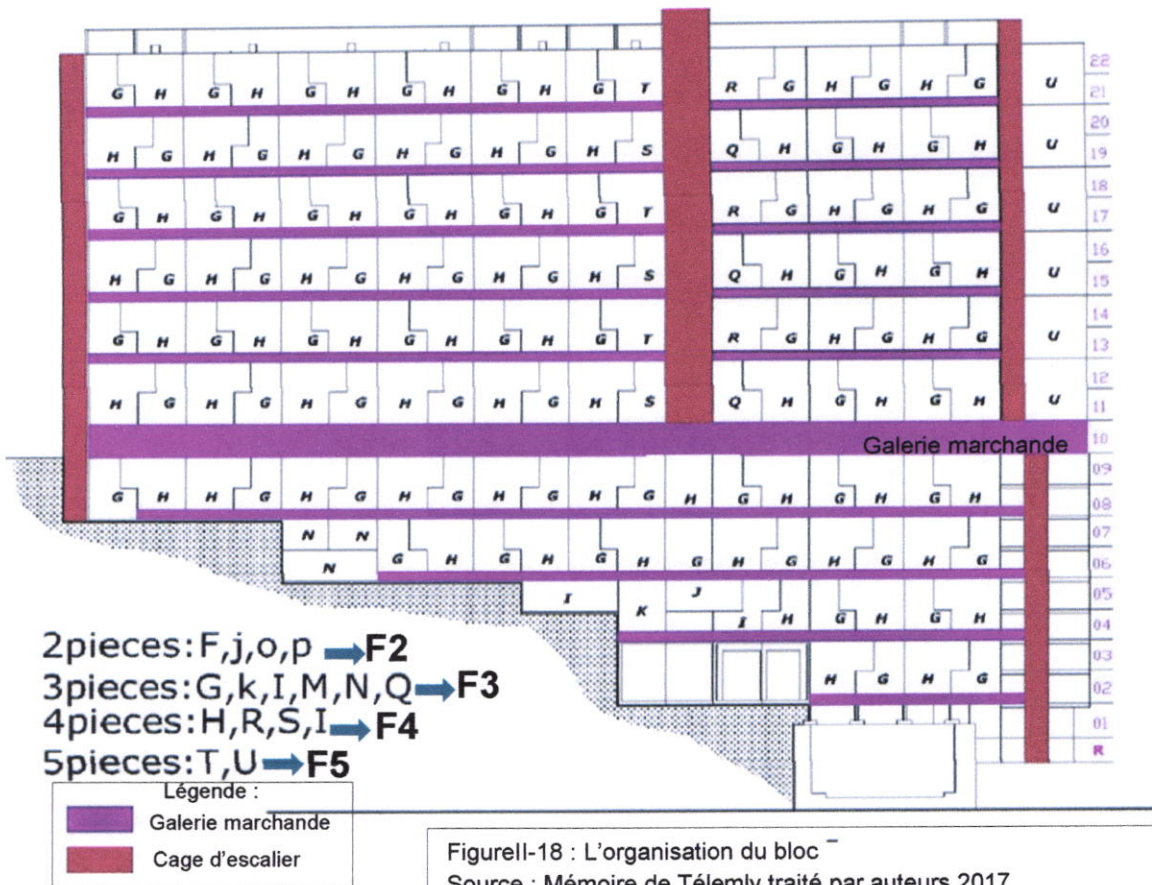 G H G H G H G H G H G T R G H G H G U 22
21
H G H G H G H G H G H S Q H G H G H U 20
19
G H G H G H G H G H G T R G H G H G U 18
17
H G H G H G H G H G H S Q H G H G H U 16
15
G H G H G H G H G H G T R G H G H G U 14
13
H G H G H G H G H G H S Q H G H G H U 12
11
Galerie marchande 10
09
G H H G H G H G H G H G H G H G H G H 08
N N 07
N G H G H G H G H G H G H G 06
I K J 05
I H G H G H 04
03
H G H G 02
01
R
2pieces:F,j,o,p F2
3pieces:G,k,I,M,N,Q F3
4pieces:H,R,S,I F4
5pieces:T,U F5
Légende :
Galerie marchande
Cage d'escalier
FigureII-18 : L'organisation du bloc
Source : Mémoire de Télemly traité par auteurs 2017